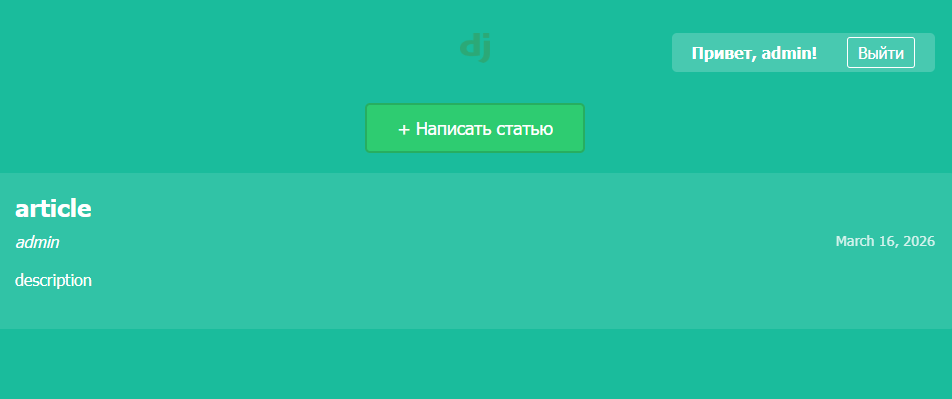 dj
Привет, admin!
Выйти
+ Написать статью
article
admin
March 16, 2026
description